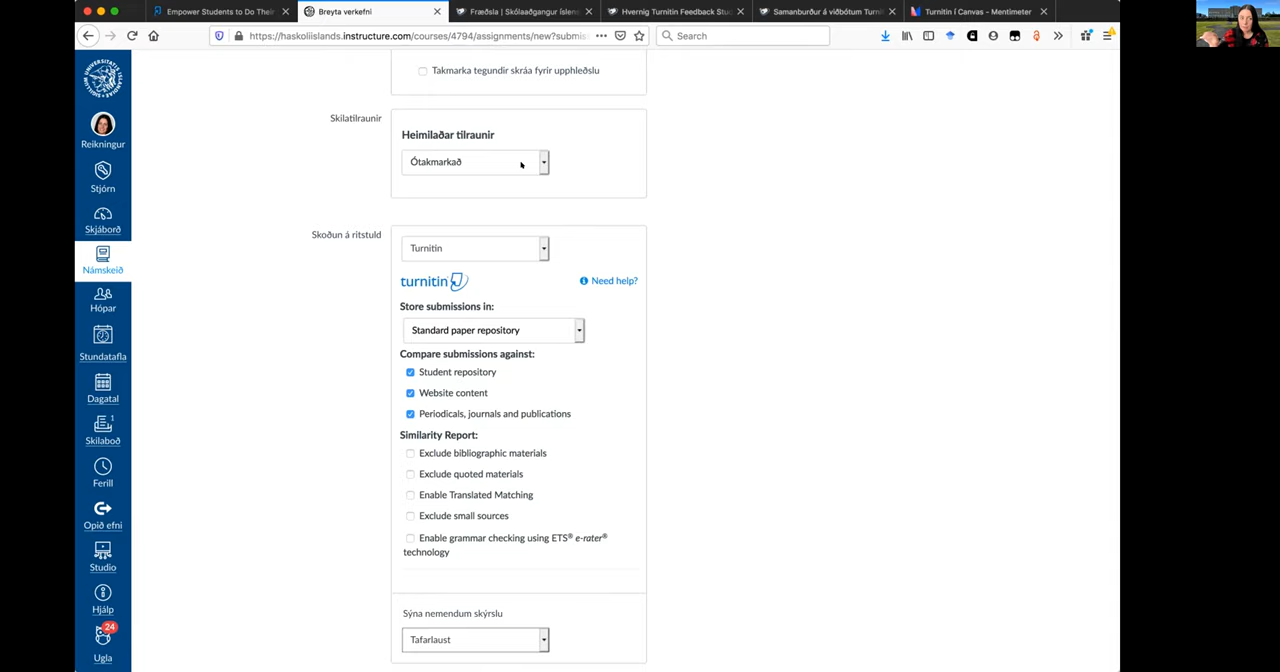 Empower Students to Do Thei
Breyta verkefni
Fræðsla | Skólaaðgangur íslens
Hvernig Turnitin Feedback Stu
Samanburður á viðbótum Turni
Turnitin í Canvas - Mentimeter
https://haskoliislands.instructure.com/courses/4794/assignments/new?submis
Search
Reikningur
Stjórn
Skjáborð
Námskeið
Hópar
Stundatafla
Dagatal
1
Skilaboð
Ferill
Opið efni
Studio
Hjálp
24
Ugla
Takmarka tegundir skráa fyrir upphleðslu
Skilatilraunir
Heimilaðar tilraunir
Ótakmarkað
Skoðun á ritstuld
Turnitin
turnitin
Need help?
Store submissions in:
Standard paper repository
Compare submissions against:
Student repository
Website content
Periodicals, journals and publications
Similarity Report:
Exclude bibliographic materials
Exclude quoted materials
Enable Translated Matching
Exclude small sources
Enable grammar checking using ETS® e-rater®
technology
Sýna nemendum skýrslu
Tafarlaust